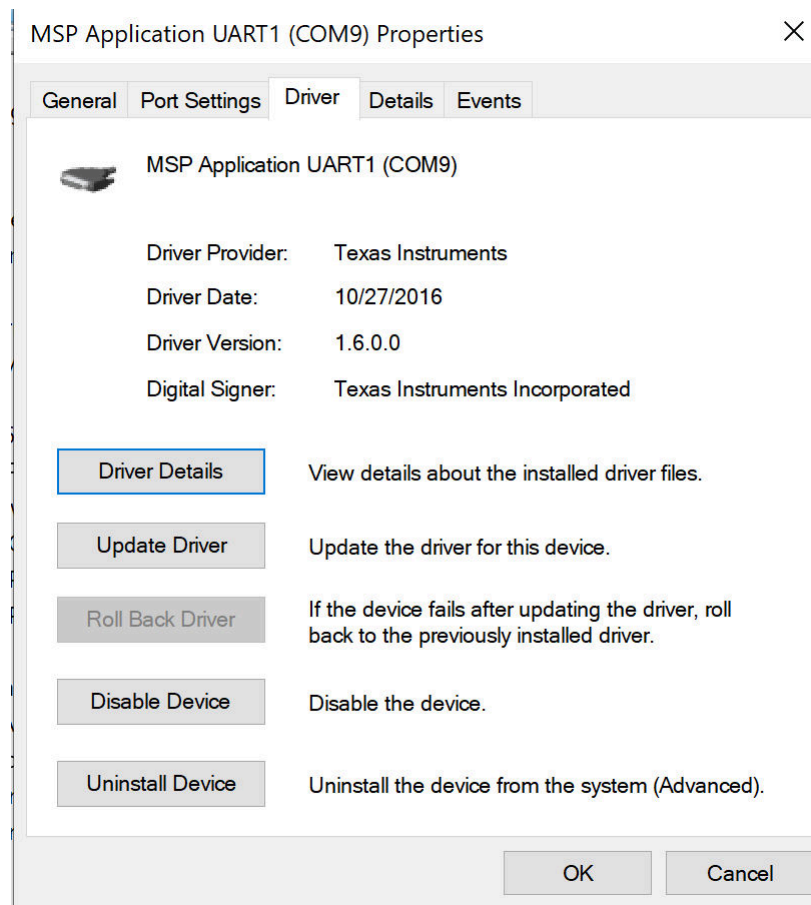 MSP Application UART1 (COM9) Properties
General Port Settings Driver Details Events
MSP Application UART1 (COM9)
Driver Provider: Texas Instruments
Driver Date: 10/27/2016
Driver Version: 1.6.0.0
Digital Signer: Texas Instruments Incorporated
Driver Details View details about the installed driver files.
Update Driver Update the driver for this device.
Roll Back Driver If the device fails after updating the driver, roll
back to the previously installed driver.
Disable Device Disable the device.
Uninstall Device Uninstall the device from the system (Advanced).
OK Cancel